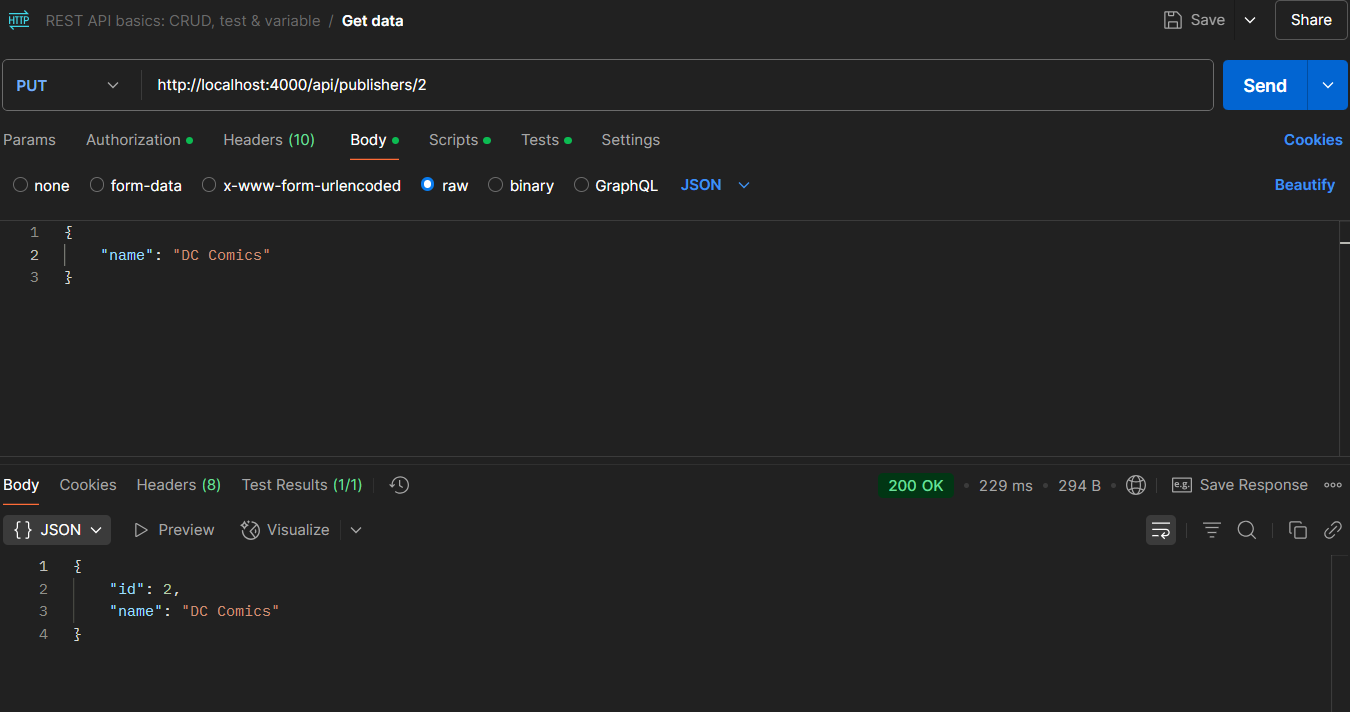 HTTP REST API basics: CRUD, test & variable / Get data Save Share
PUT http://localhost:4000/api/publishers/2 Send
Params Authorization Headers (10) Body Scripts Tests Settings Cookies
none form-data x-www-form-urlencoded raw binary GraphQL JSON Beautify
1 {
2 "name": "DC Comics"
3 }
Body Cookies Headers (8) Test Results (1/1) 200 OK • 229 ms • 294 B • e.g. Save Response
{} JSON Preview Visualize
1 {
2 "id": 2,
3 "name": "DC Comics"
4 }